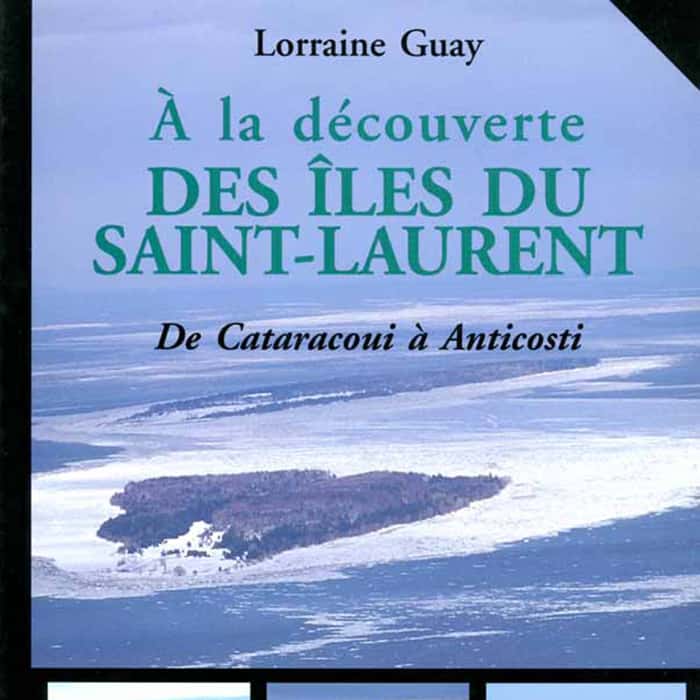 Lorraine Guay
À la découverte
DES ÎLES DU
SAINT-LAURENT
De Cataracoui à Anticosti